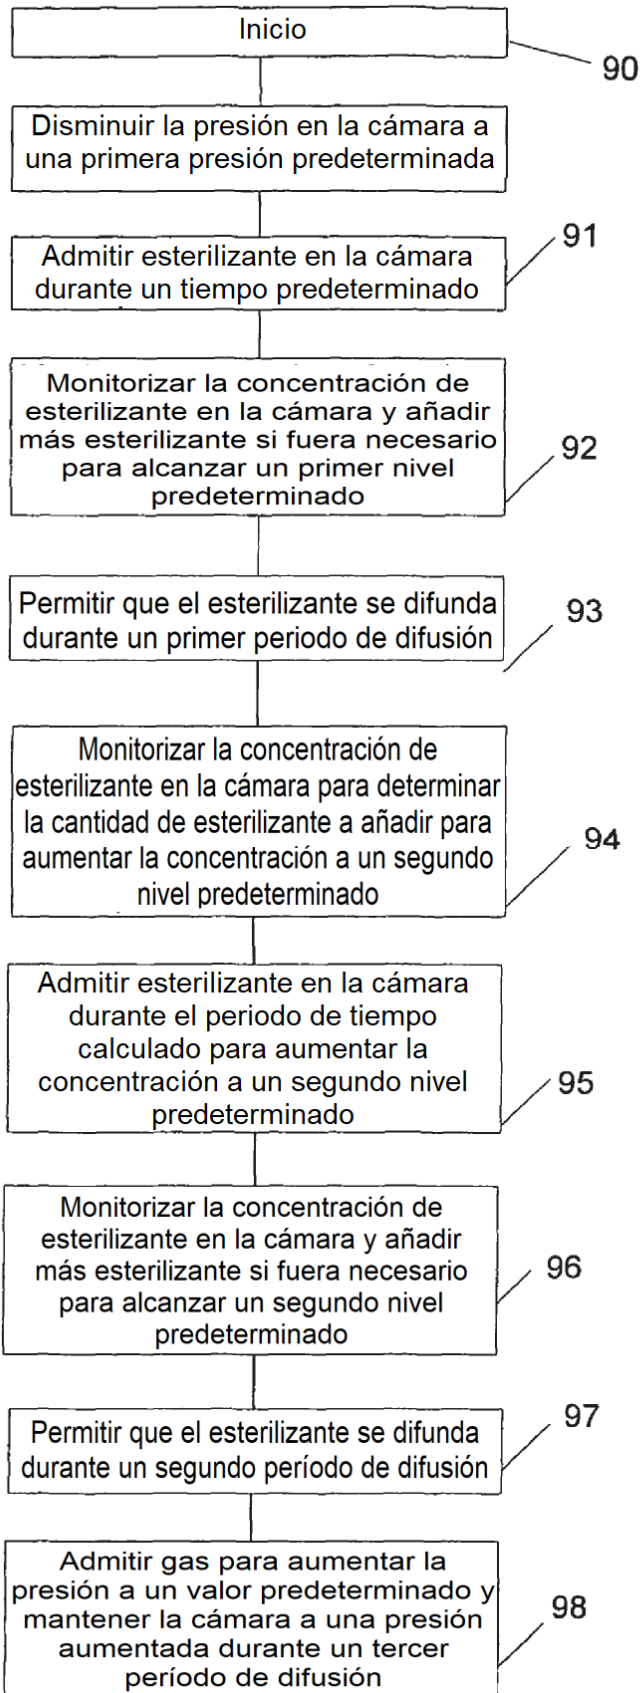 Inicio
90
Disminuir la presión en la cámara a
una primera presión predeterminada
91
Admitir esterilizante en la cámara
durante un tiempo predeterminado
Monitorizar la concentración de
esterilizante en la cámara y añadir
más esterilizante si fuera necesario
para alcanzar un primer nivel
predeterminado
92
Permitir que el esterilizante se difunda
durante un primer periodo de difusión
93
Monitorizar la concentración de
esterilizante en la cámara para determinar
la cantidad de esterilizante a añadir para
aumentar la concentración a un segundo
nivel predeterminado
94
Admitir esterilizante en la cámara
durante el periodo de tiempo
calculado para aumentar la
concentración a un segundo nivel
predeterminado
95
Monitorizar la concentración de
esterilizante en la cámara y añadir
más esterilizante si fuera necesario
para alcanzar un segundo nivel
predeterminado
96
Permitir que el esterilizante se difunda
durante un segundo período de difusión
97
Admitir gas para aumentar la
presión a un valor predeterminado y
mantener la cámara a una presión
aumentada durante un tercer
período de difusión
98